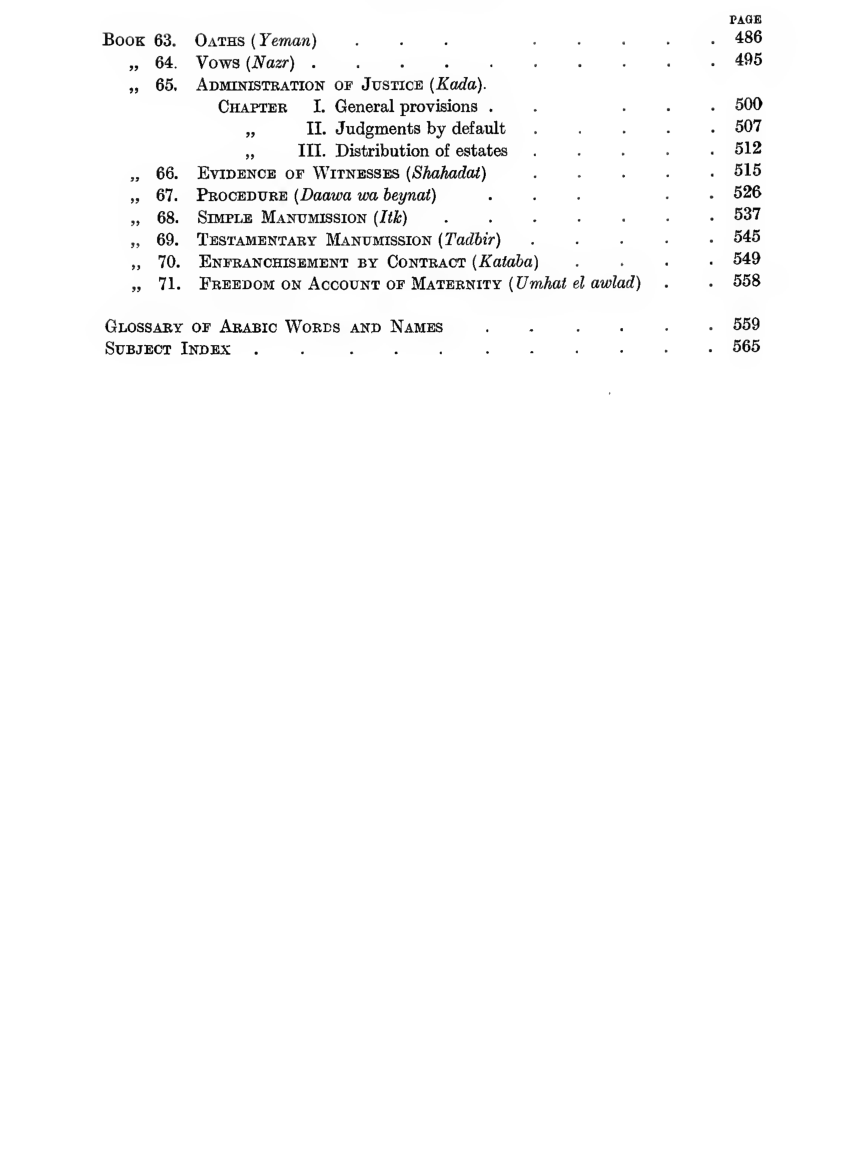 PAGE
BOOK 63. OATHS (Yeman) . . . . . . . . 486
„ 64. VOWS (Nazr) . . . . . . . . . . 495
„ 65. ADMINISTRATION OF JUSTICE (Kada).
CHAPTER I. General provisions . . . . . 500
„ II. Judgments by default . . . . . 507
„ III. Distribution of estates . . . . . 512
„ 66. EVIDENCE OF WITNESSES (Shahadat) . . . . . 515
„ 67. PROCEDURE (Daawa wa beynat) . . . . . 526
„ 68. SIMPLE MANUMISSION (Itk) . . . . . . . 537
„ 69. TESTAMENTARY MANUMISSION (Tadbir) . . . . . 545
„ 70. ENFRANCHISEMENT BY CONTRACT (Kataba) . . . . 549
„ 71. FREEDOM ON ACCOUNT OF MATERNITY (Umhat el awlad) . . 558
GLOSSARY OF ARABIC WORDS AND NAMES . . . . . . 559
SUBJECT INDEX . . . . . . . . . . . 565